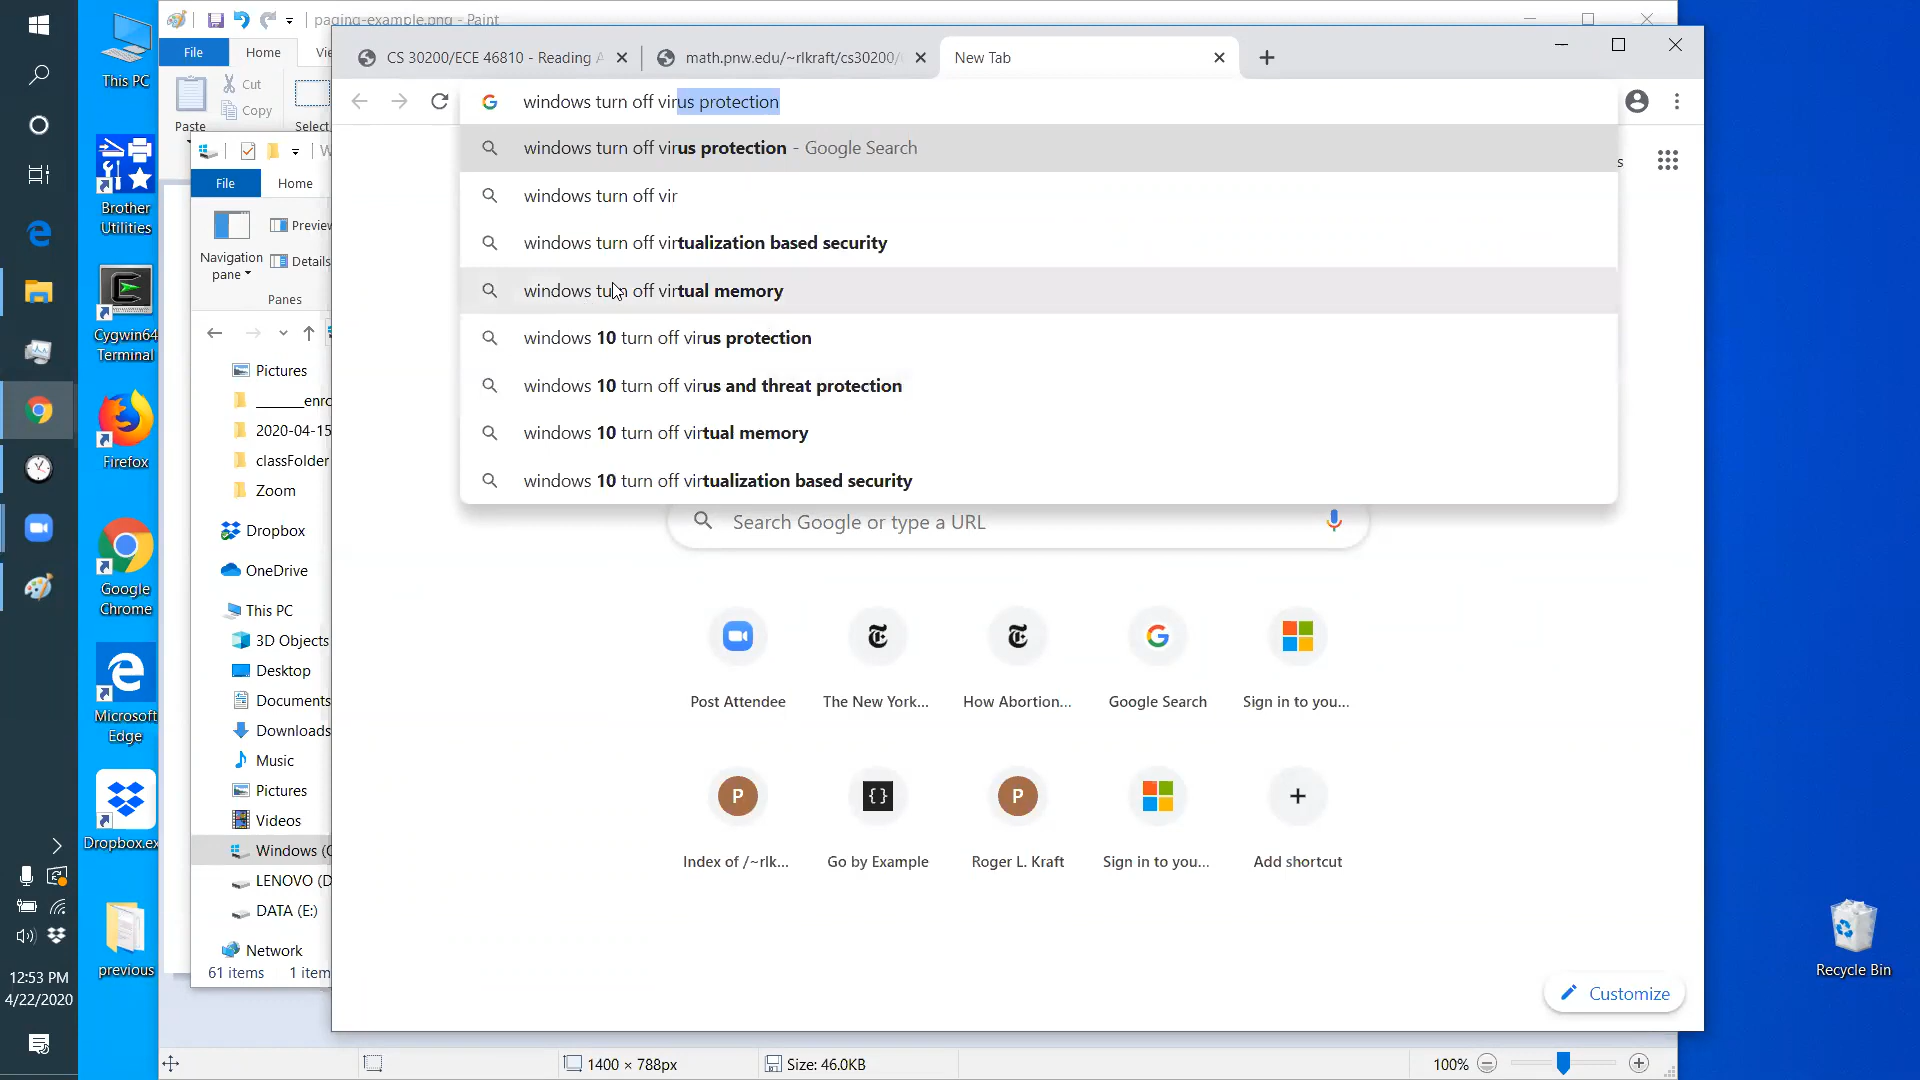 paging-example.png - Paint
File
Home
Vi
Cut
Copy
Paste
Select
This PC
Brother
Utilities
Cygwin64
Terminal
Firefox
Google
Chrome
Microsoft
Edge
Dropbox.ex
previous
12:53 PM
4/22/2020
File
Home
Navigation
pane
Preview
Details
Panes
Pictures
_______enro
2020-04-15
classFolder
Zoom
Dropbox
OneDrive
This PC
3D Objects
Desktop
Documents
Downloads
Music
Pictures
Videos
Windows (C
LENOVO (D
DATA (E:)
Network
61 items
1 item
CS 30200/ECE 46810 - Reading A
math.pnw.edu/~rlkraft/cs30200/
New Tab
windows turn off virus protection
windows turn off virus protection - Google Search
windows turn off vir
windows turn off virtualization based security
windows turn off virtual memory
windows 10 turn off virus protection
windows 10 turn off virus and threat protection
windows 10 turn off virtual memory
windows 10 turn off virtualization based security
Search Google or type a URL
Post Attendee
The New York...
How Abortion...
Google Search
Sign in to you...
P
{}
P
Index of /~rlk...
Go by Example
Roger L. Kraft
Sign in to you...
Add shortcut
Customize
Recycle Bin
1400 × 788px
Size: 46.0KB
100%